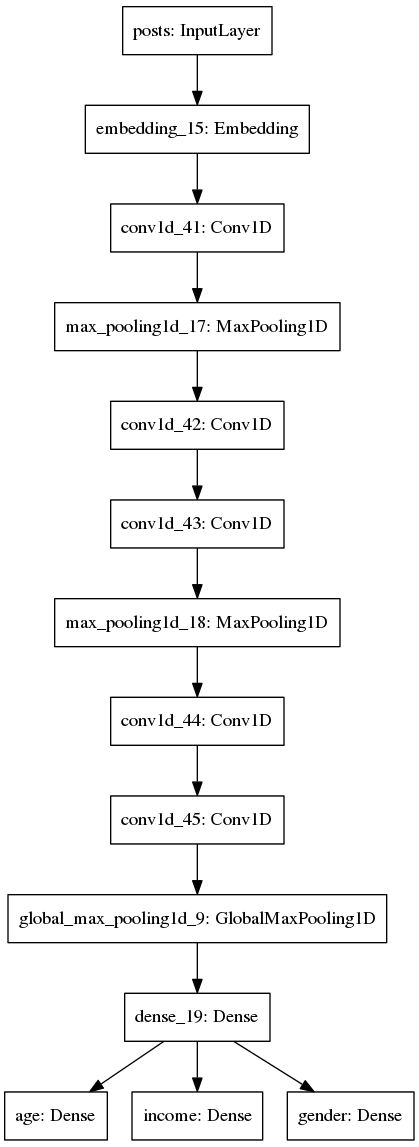 posts: InputLayer
embedding_15: Embedding
conv1d_41: Conv1D
max_pooling1d_17: MaxPooling1D
conv1d_42: Conv1D
conv1d_43: Conv1D
max_pooling1d_18: MaxPooling1D
conv1d_44: Conv1D
conv1d_45: Conv1D
global_max_pooling1d_9: GlobalMaxPooling1D
dense_19: Dense
age: Dense
income: Dense
gender: Dense